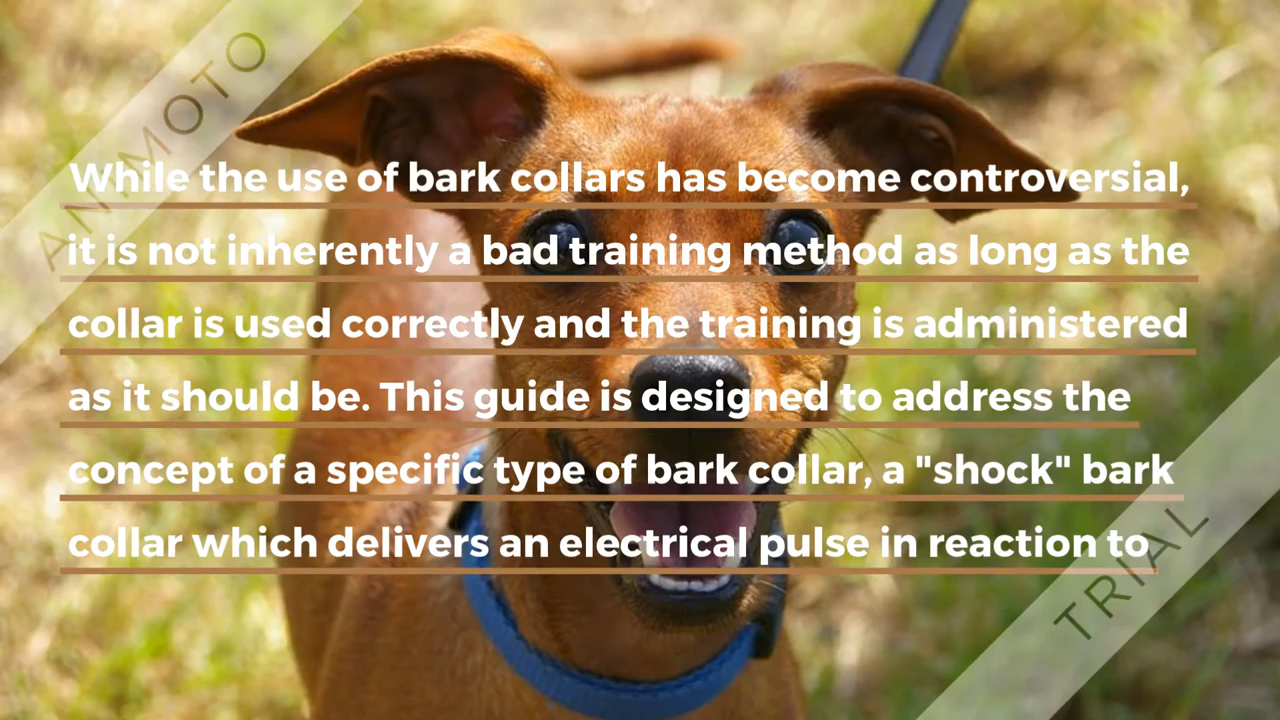 ANIMOTO
While the use of bark collars has become controversial,
it is not inherently a bad training method as long as the
collar is used correctly and the training is administered
as it should be. This guide is designed to address the
concept of a specific type of bark collar, a "shock" bark
collar which delivers an electrical pulse in reaction to
TRIAL